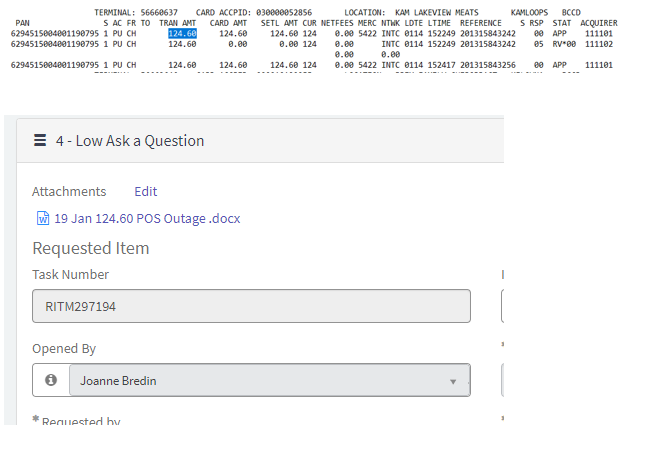 TERMINAL: 56660637 CARD ACCPID: 030000052856 LOCATION: KAM LAKEVIEW MEATS KAMLOOPS BCCD
PAN S AC FR TO TRAN AMT CARD AMT SETL AMT CUR NETFEES MERC NTWK LDTE LTIME REFERENCE S RSP STAT ACQUIRER
6294515004001190795 1 PU CH 124.60 124.60 124.60 124 0.00 5422 INTC 0114 152249 201315843242 00 APP 111101
6294515004001190795 1 PU CH 124.60 0.00 0.00 124 0.00 5422 INTC 0114 152249 201315843242 05 RV*00 111102
0.00 0.00
6294515004001190795 1 PU CH 124.60 124.60 124.60 124 0.00 5422 INTC 0114 152417 201315843256 00 APP 111101
4 - Low Ask a Question
Attachments Edit
19 Jan 124.60 POS Outage .docx
Requested Item
Task Number
RITM297194
Opened By
Joanne Bredin
* Requested by